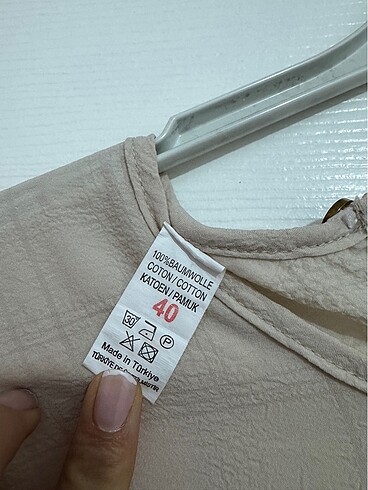 100%BAUMWOLLE
COTON / COTTON
KATOEN / PAMUK
40
30
P
Made in Türkiye